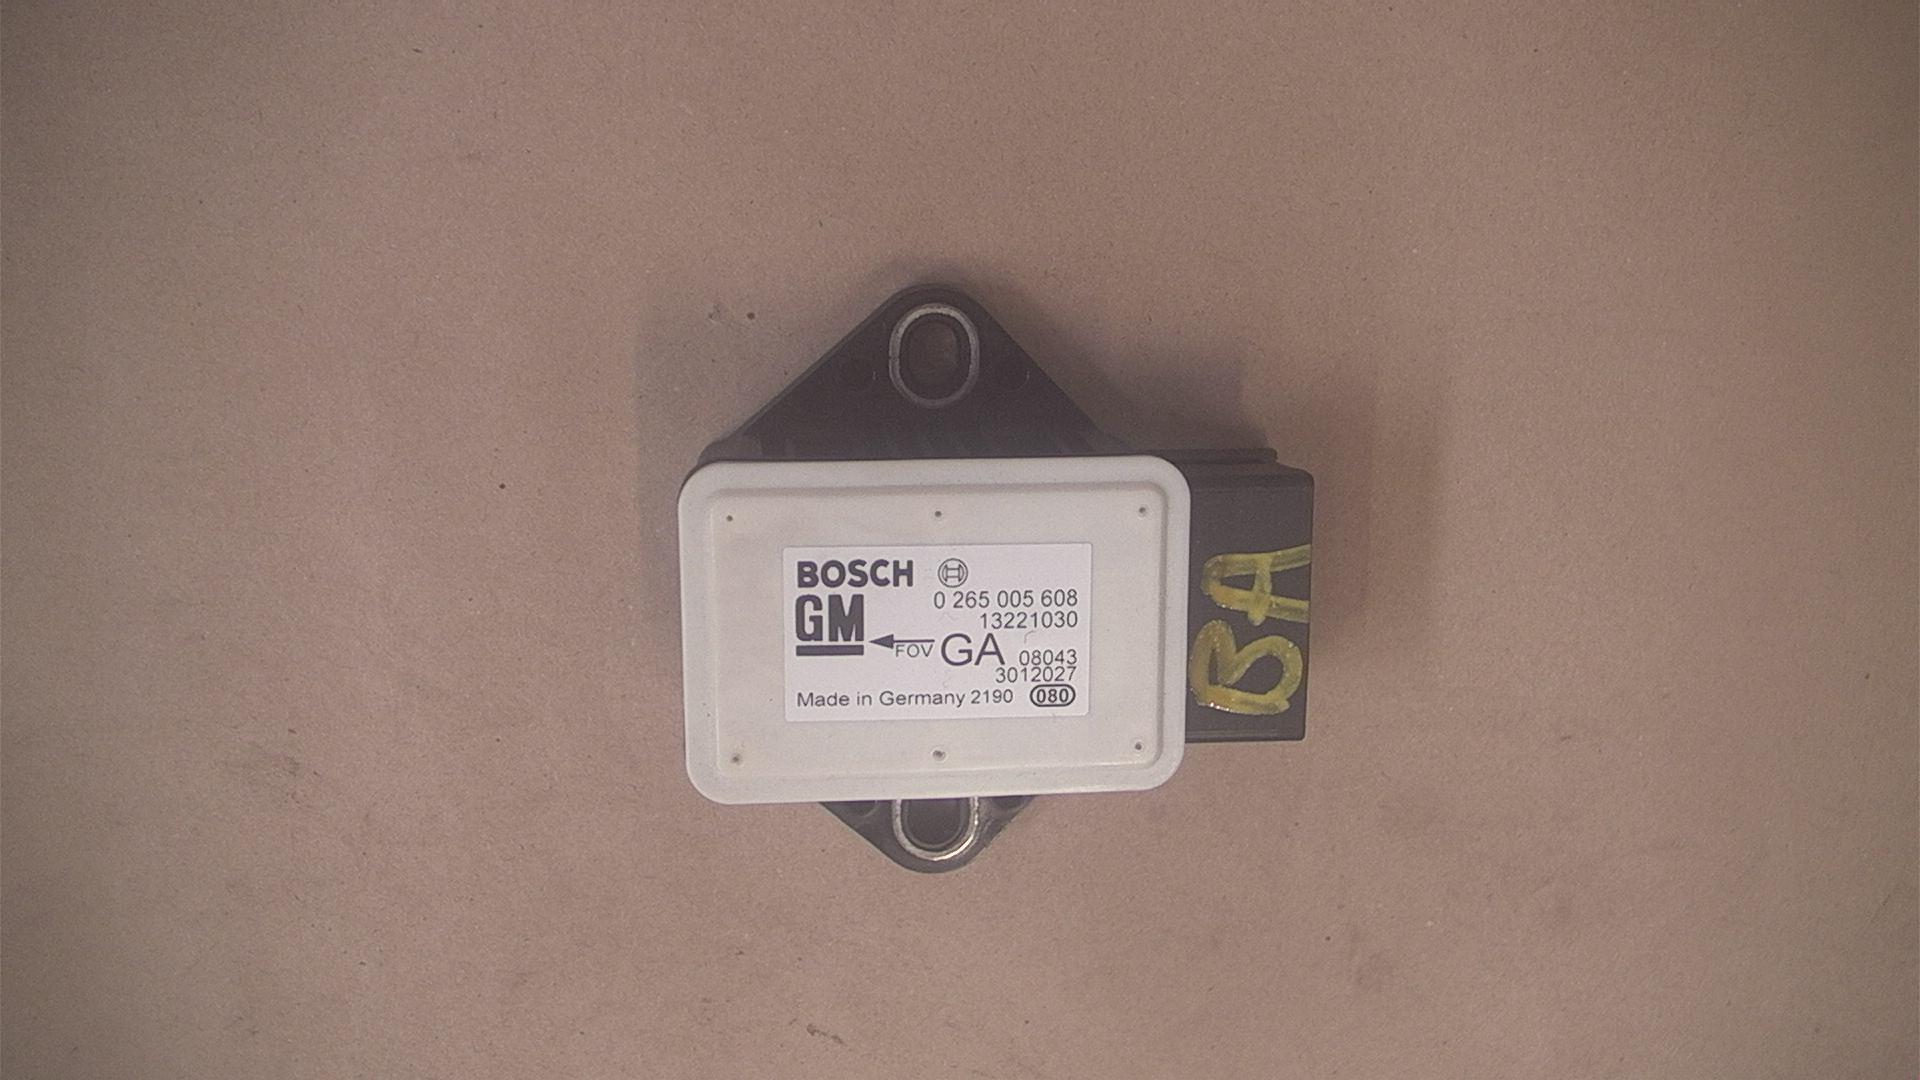 BOSCH
0 265 005 608
GM
13221030
FOV GA 08043
3012027
Made in Germany 2190 080
BA